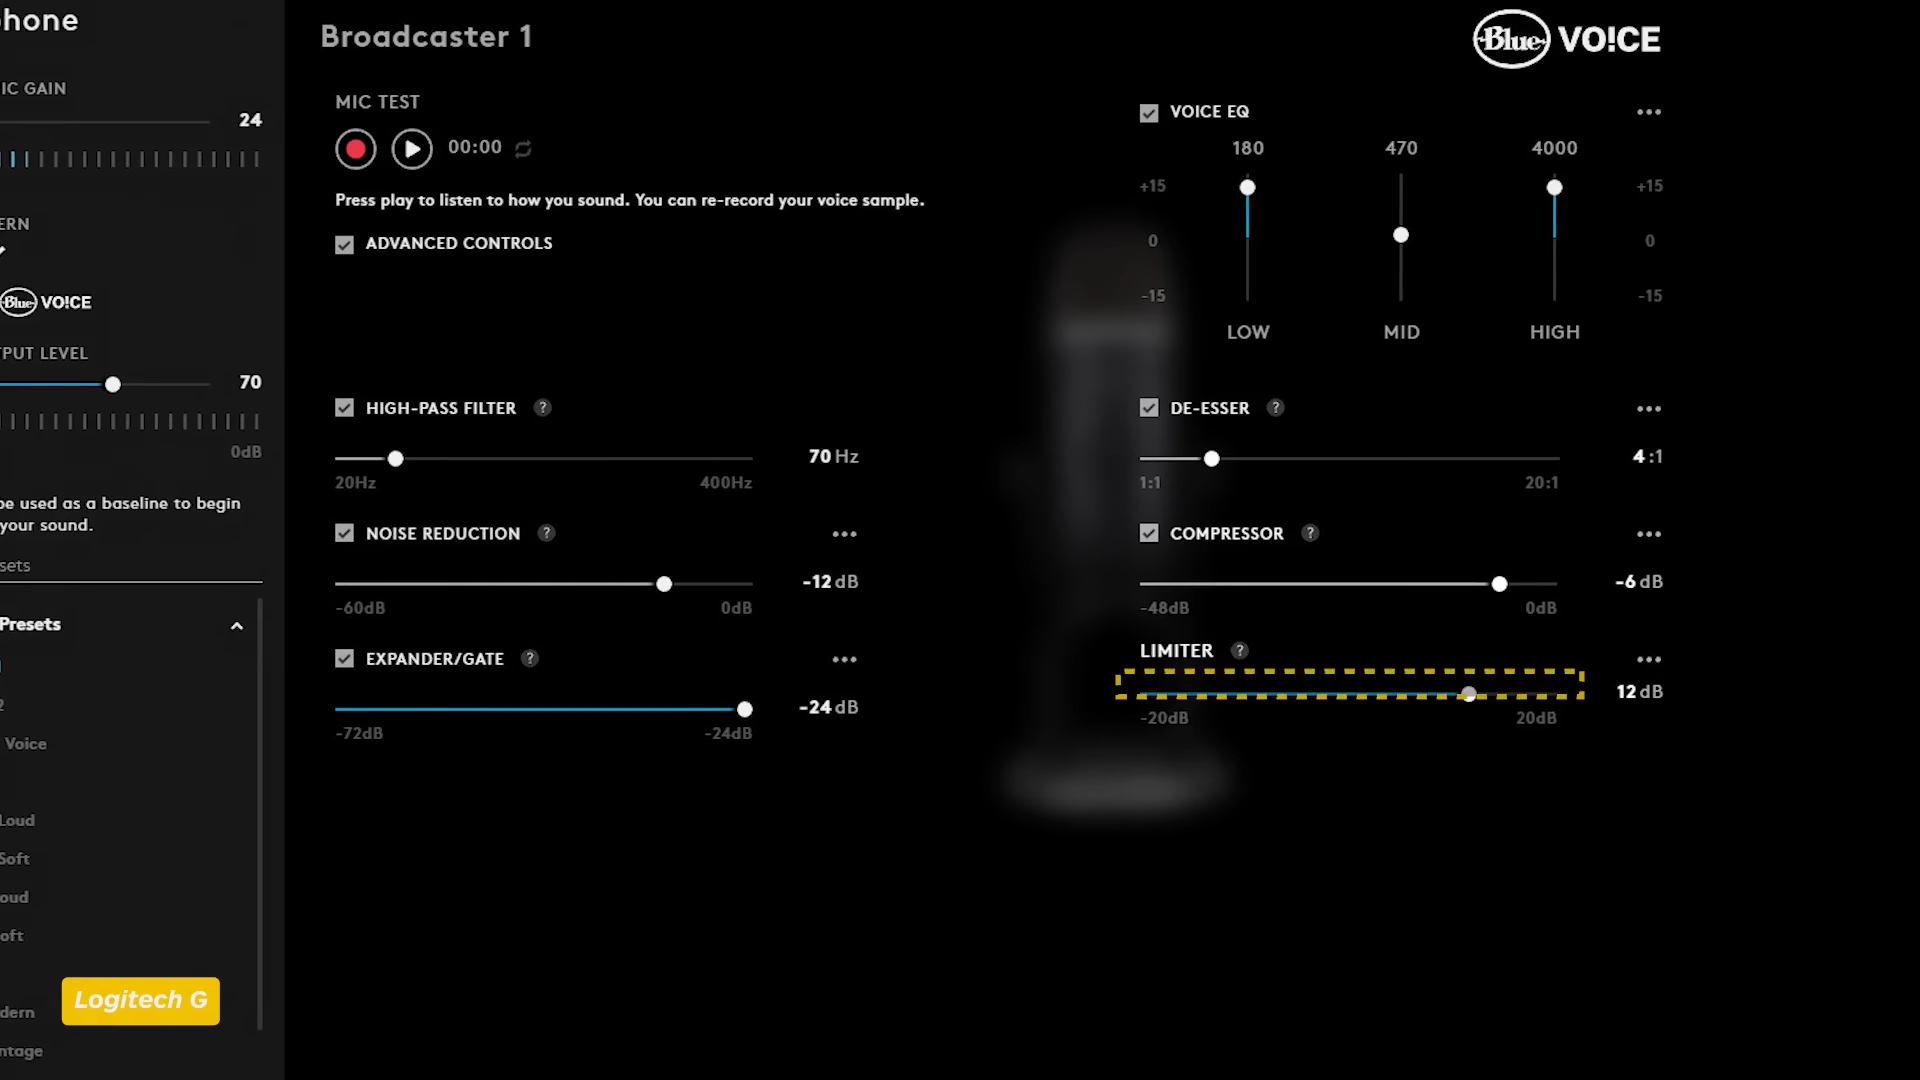 phone
IC GAIN
24
ERN
Blue VO!CE
PUT LEVEL
70
0dB
be used as a baseline to begin
your sound.
sets
Presets
2
Voice
Loud
Soft
oud
oft
dern
ntage
Logitech G
Broadcaster 1
Blue VO!CE
MIC TEST
00:00
Press play to listen to how you sound. You can re-record your voice sample.
ADVANCED CONTROLS
VOICE EQ
180 470 4000
+15 +15
0 0
-15 -15
LOW MID HIGH
HIGH-PASS FILTER ?
70 Hz
20Hz 400Hz
NOISE REDUCTION ?
-12 dB
-60dB 0dB
EXPANDER/GATE ?
-24 dB
-72dB -24dB
DE-ESSER ?
4 :1
1:1 20:1
COMPRESSOR ?
-6 dB
-48dB 0dB
LIMITER ?
12 dB
-20dB 20dB